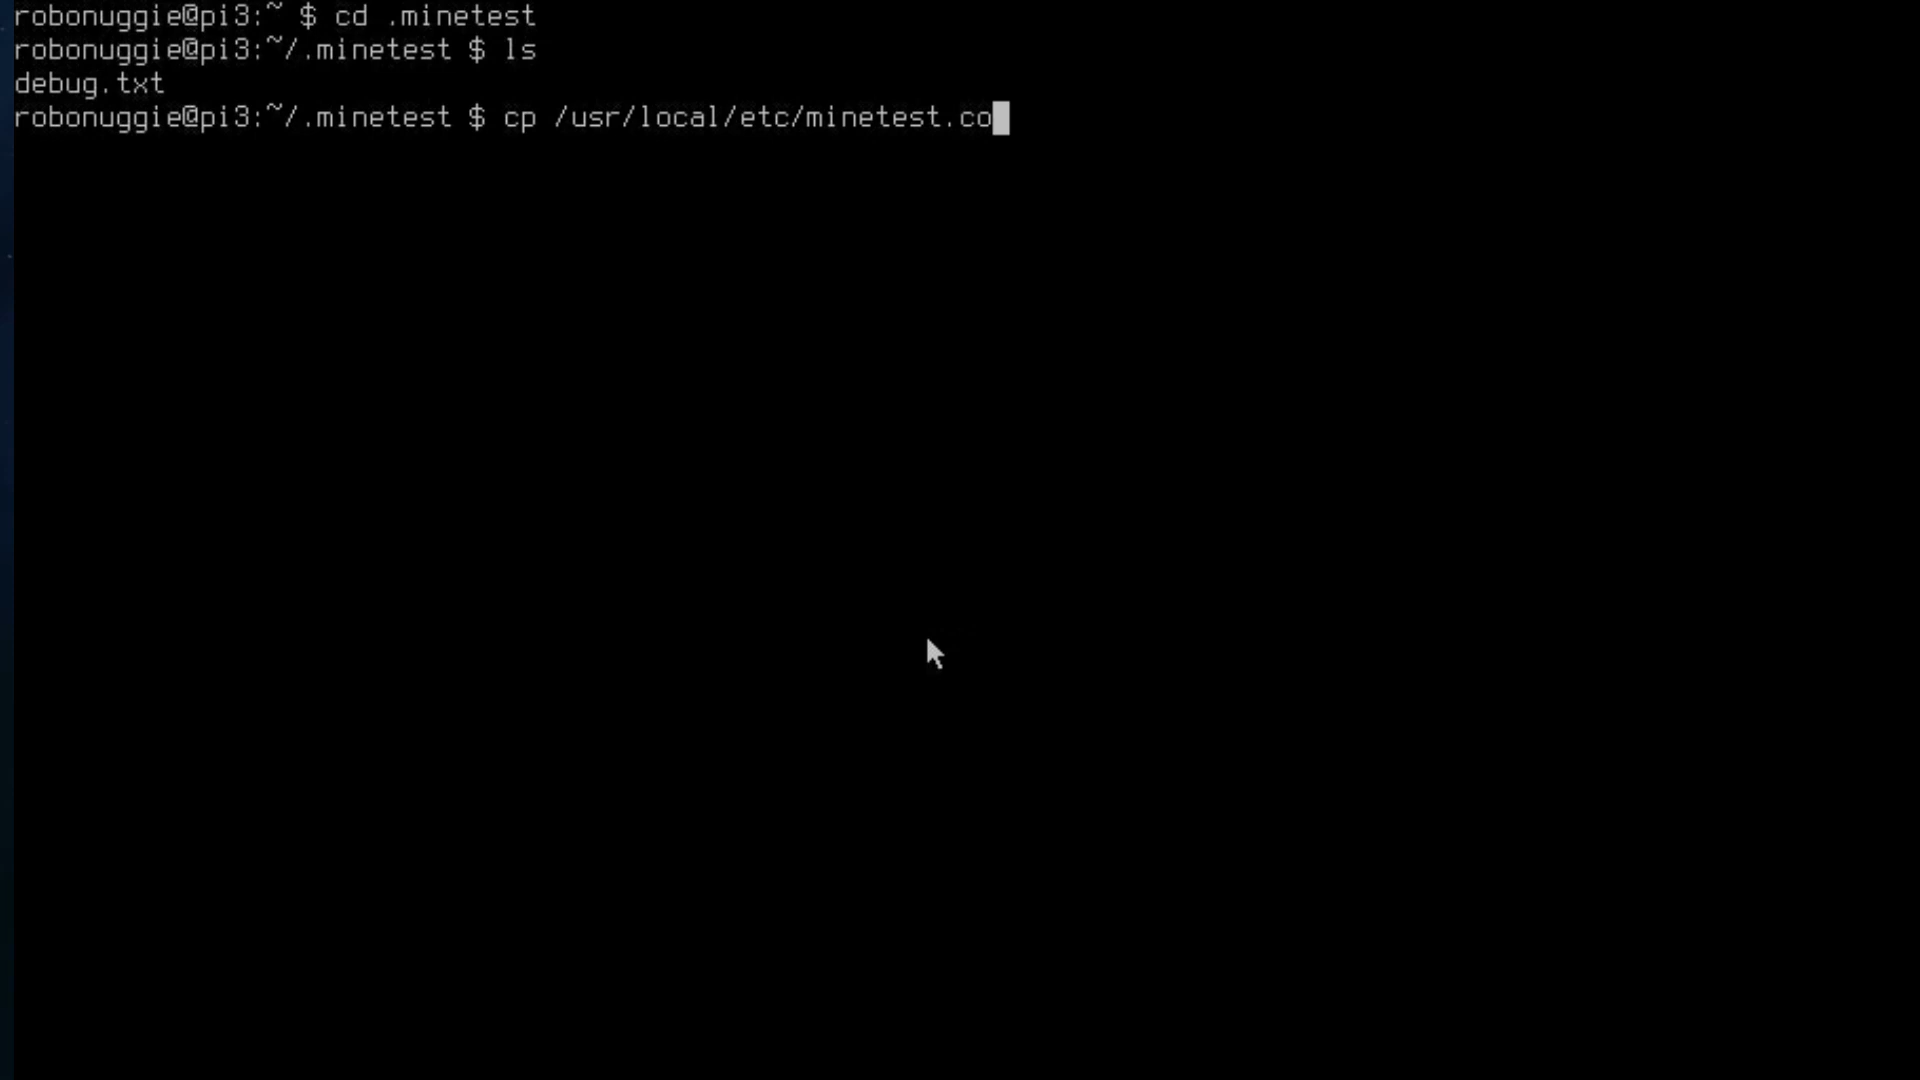 robonuggie@pi3:~ $ cd .minetest
robonuggie@pi3:~/.minetest $ ls
debug.txt
robonuggie@pi3:~/.minetest $ cp /usr/local/etc/minetest.co